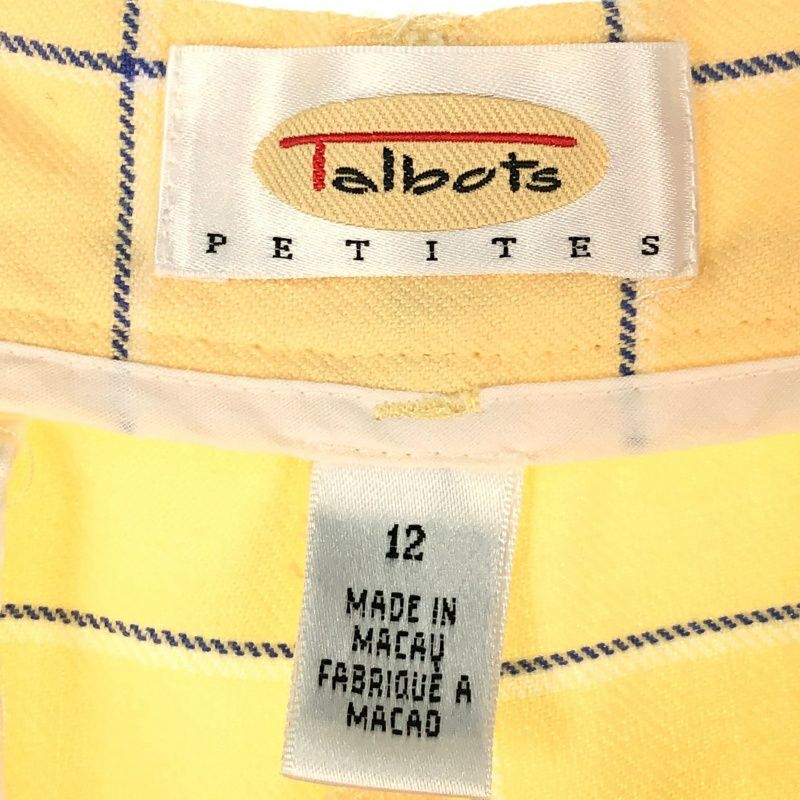 Talbots
PETITES
12
MADE IN
MACAU
FABRIQUÉ A
MACAO